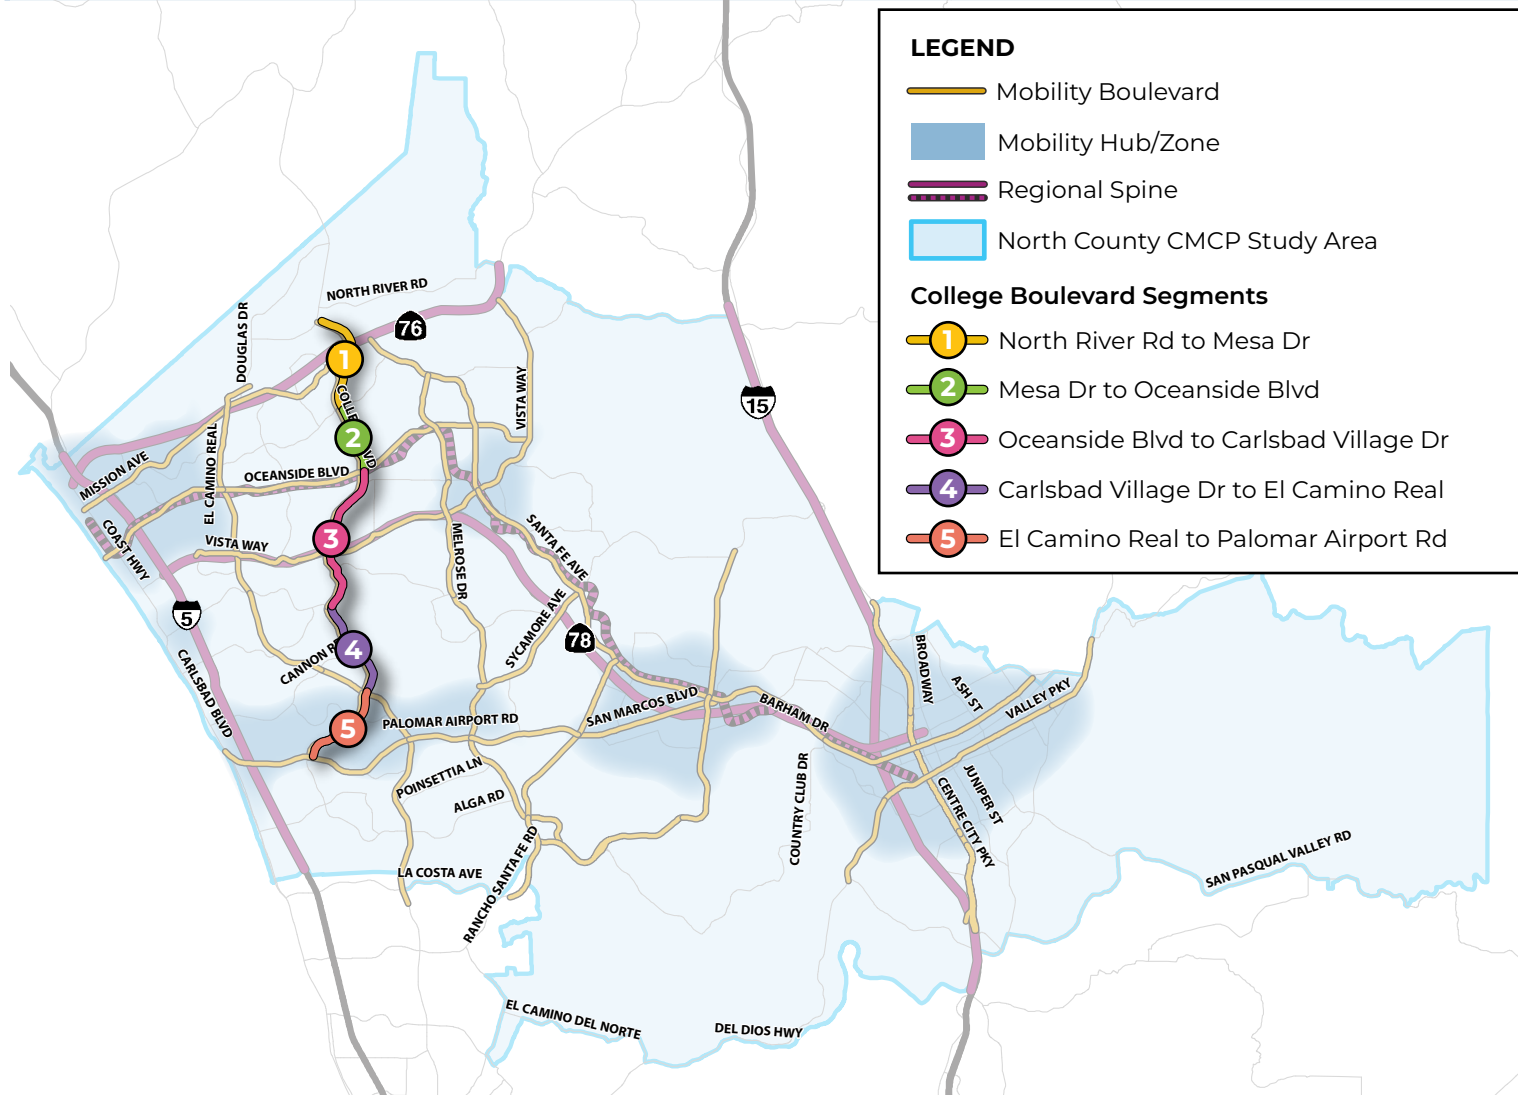 LEGEND
Mobility Boulevard
Mobility Hub/Zone
Regional Spine
North County CMCP Study Area
College Boulevard Segments
1 North River Rd to Mesa Dr
2 Mesa Dr to Oceanside Blvd
3 Oceanside Blvd to Carlsbad Village Dr
4 Carlsbad Village Dr to El Camino Real
5 El Camino Real to Palomar Airport Rd
NORTH RIVER RD
76
DOUGLAS DR
1
COLLE
VISTA WAY
15
2
VD
MISSION AVE
EL CAMINO REAL
OCEANSIDE BLVD
COAST HWY
VISTA WAY
3
MELROSE DR
SANTA FE AVE
5
SYCAMORE AVE
78
CANNON R
4
CARLSBAD BLVD
BROADWAY
ASH ST
VALLEY PKY
5
PALOMAR AIRPORT RD
SAN MARCOS BLVD
BARHAM DR
POINSETTIA LN
ALGA RD
COUNTRY CLUB DR
JUNIPER ST
CENTRE CITY PKY
LA COSTA AVE
RANCHO SANTA FE RD
SAN PASQUAL VALLEY RD
EL CAMINO DEL NORTE
DEL DIOS HWY